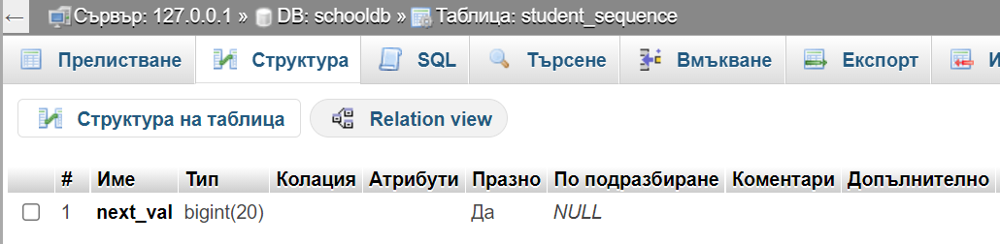 ← Сървър: 127.0.0.1 » DB: schooldb » Таблица: student_sequence
Прелистване Структура SQL Търсене Вмъкване Експорт И
Структура на таблица Relation view
# Име Тип Колация Атрибути Празно По подразбиране Коментари Допълнително
1 next_val bigint(20) Да NULL